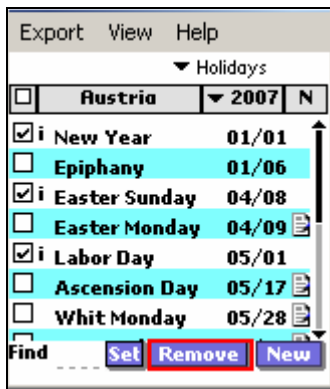 Export View Help
Holidays
Austria 2007 N
i New Year 01/01
Epiphany 01/06
i Easter Sunday 04/08
Easter Monday 04/09
i Labor Day 05/01
Ascension Day 05/17
Whit Monday 05/28
Find Set Remove New